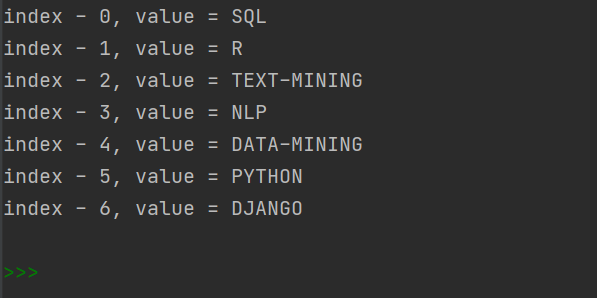 index - 0, value = SQL
index - 1, value = R
index - 2, value = TEXT-MINING
index - 3, value = NLP
index - 4, value = DATA-MINING
index - 5, value = PYTHON
index - 6, value = DJANGO
>>>